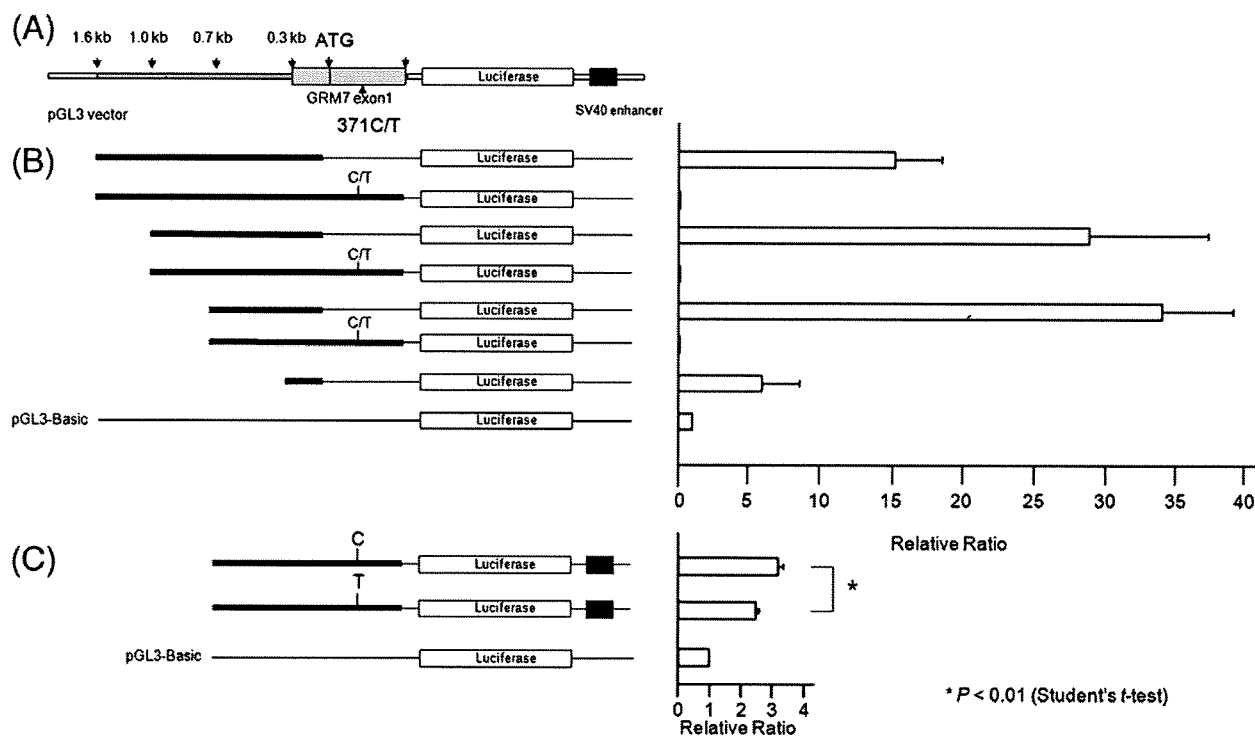 (A)
1.6 kb 1.0 kb 0.7 kb 0.3 kb ATG
Luciferase
GRM7 exon1
pGL3 vector
SV40 enhancer
371C/T
(B)
Luciferase
C/T
Luciferase
Luciferase
C/T
Luciferase
Luciferase
C/T
Luciferase
Luciferase
pGL3-Basic
Luciferase
0 5 10 15 20 25 30 35 40
Relative Ratio
(C)
C
Luciferase
T
Luciferase
*
pGL3-Basic
Luciferase
* P < 0.01 (Student's t-test)
0 1 2 3 4
Relative Ratio